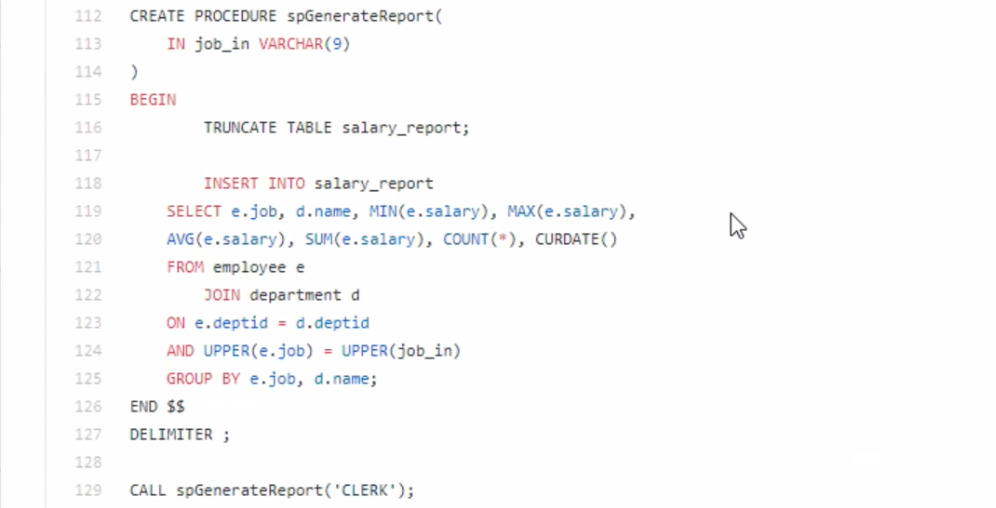 112 CREATE PROCEDURE spGenerateReport(
113     IN job_in VARCHAR(9)
114 )
115 BEGIN
116         TRUNCATE TABLE salary_report;
117
118         INSERT INTO salary_report
119     SELECT e.job, d.name, MIN(e.salary), MAX(e.salary),
120     AVG(e.salary), SUM(e.salary), COUNT(*), CURDATE()
121     FROM employee e
122         JOIN department d
123     ON e.deptid = d.deptid
124     AND UPPER(e.job) = UPPER(job_in)
125     GROUP BY e.job, d.name;
126 END $$
127 DELIMITER ;
128
129 CALL spGenerateReport('CLERK');